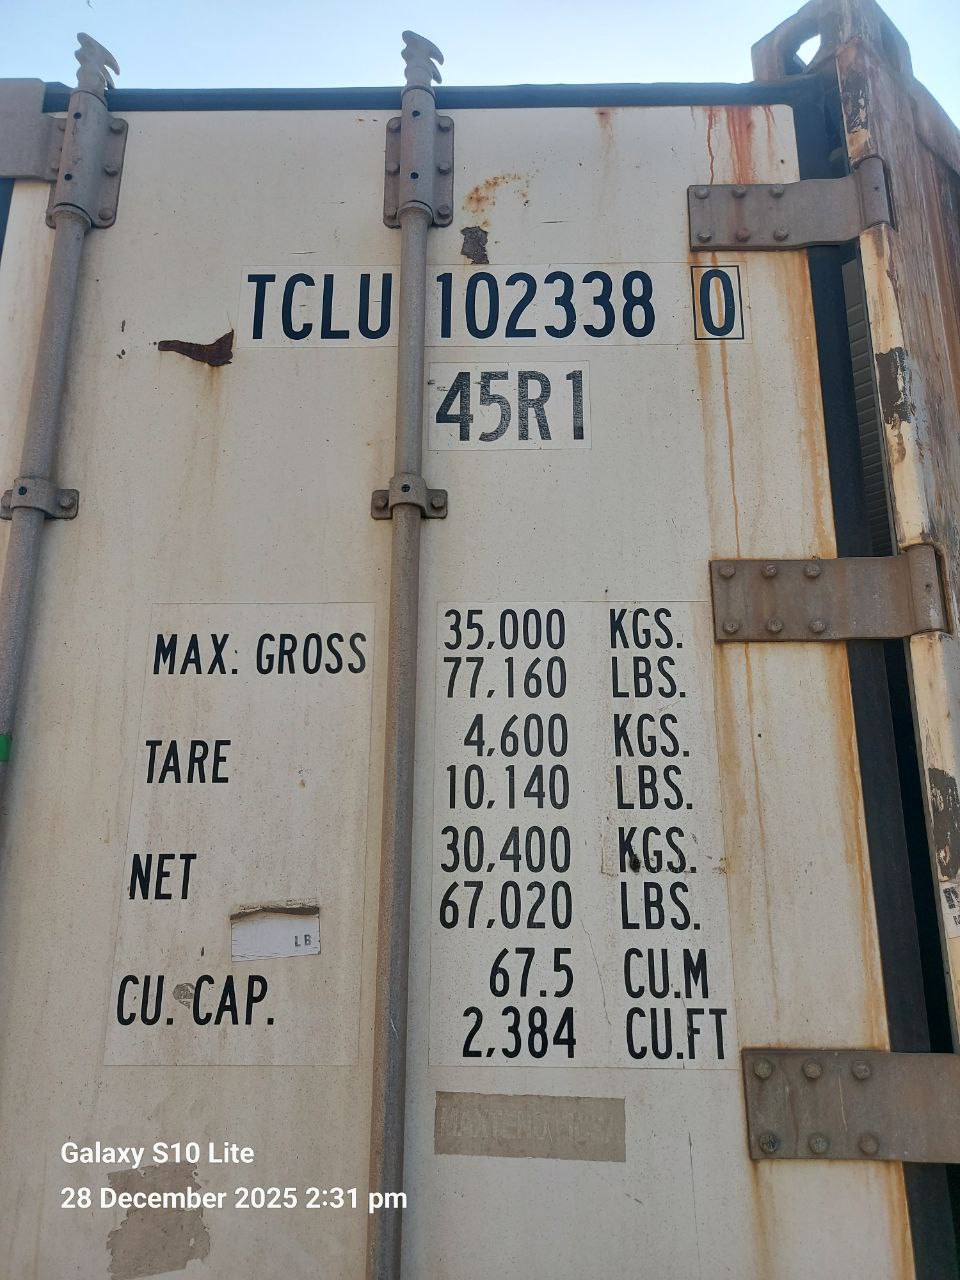 TCLU 102338 0
45R1
MAX. GROSS 35,000 KGS.
77,160 LBS.
TARE 4,600 KGS.
10,140 LBS.
NET 30,400 KGS.
67,020 LBS.
LB
CU. CAP. 67.5 CU.M
2,384 CU.FT
Galaxy S10 Lite
28 December 2025 2:31 pm